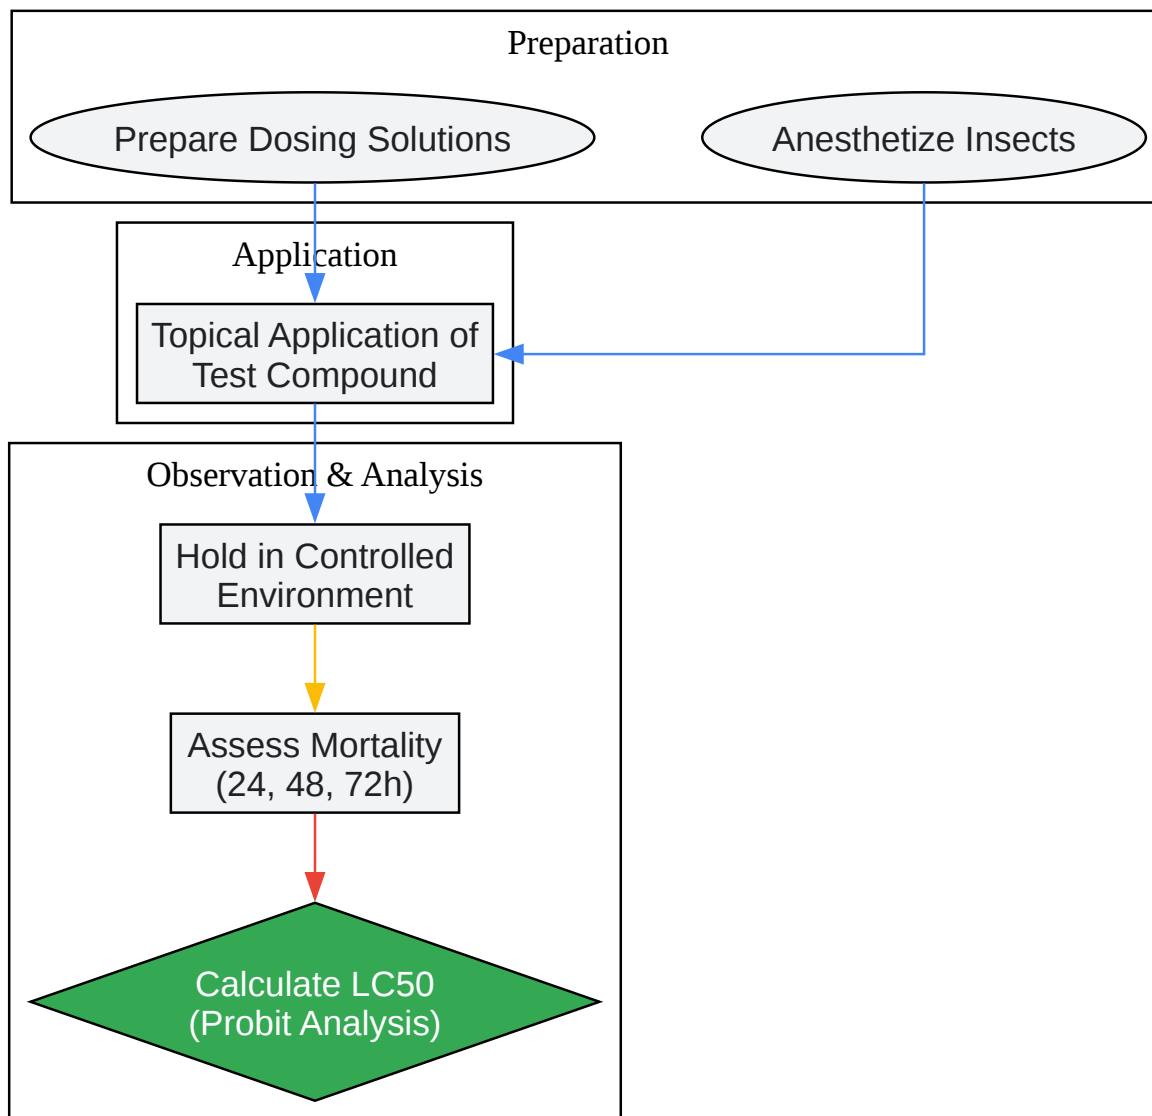 Preparation
Prepare Dosing Solutions
Anesthetize Insects
Application
Topical Application of
Test Compound
Observation & Analysis
Hold in Controlled
Environment
Assess Mortality
(24, 48, 72h)
Calculate LC50
(Probit Analysis)